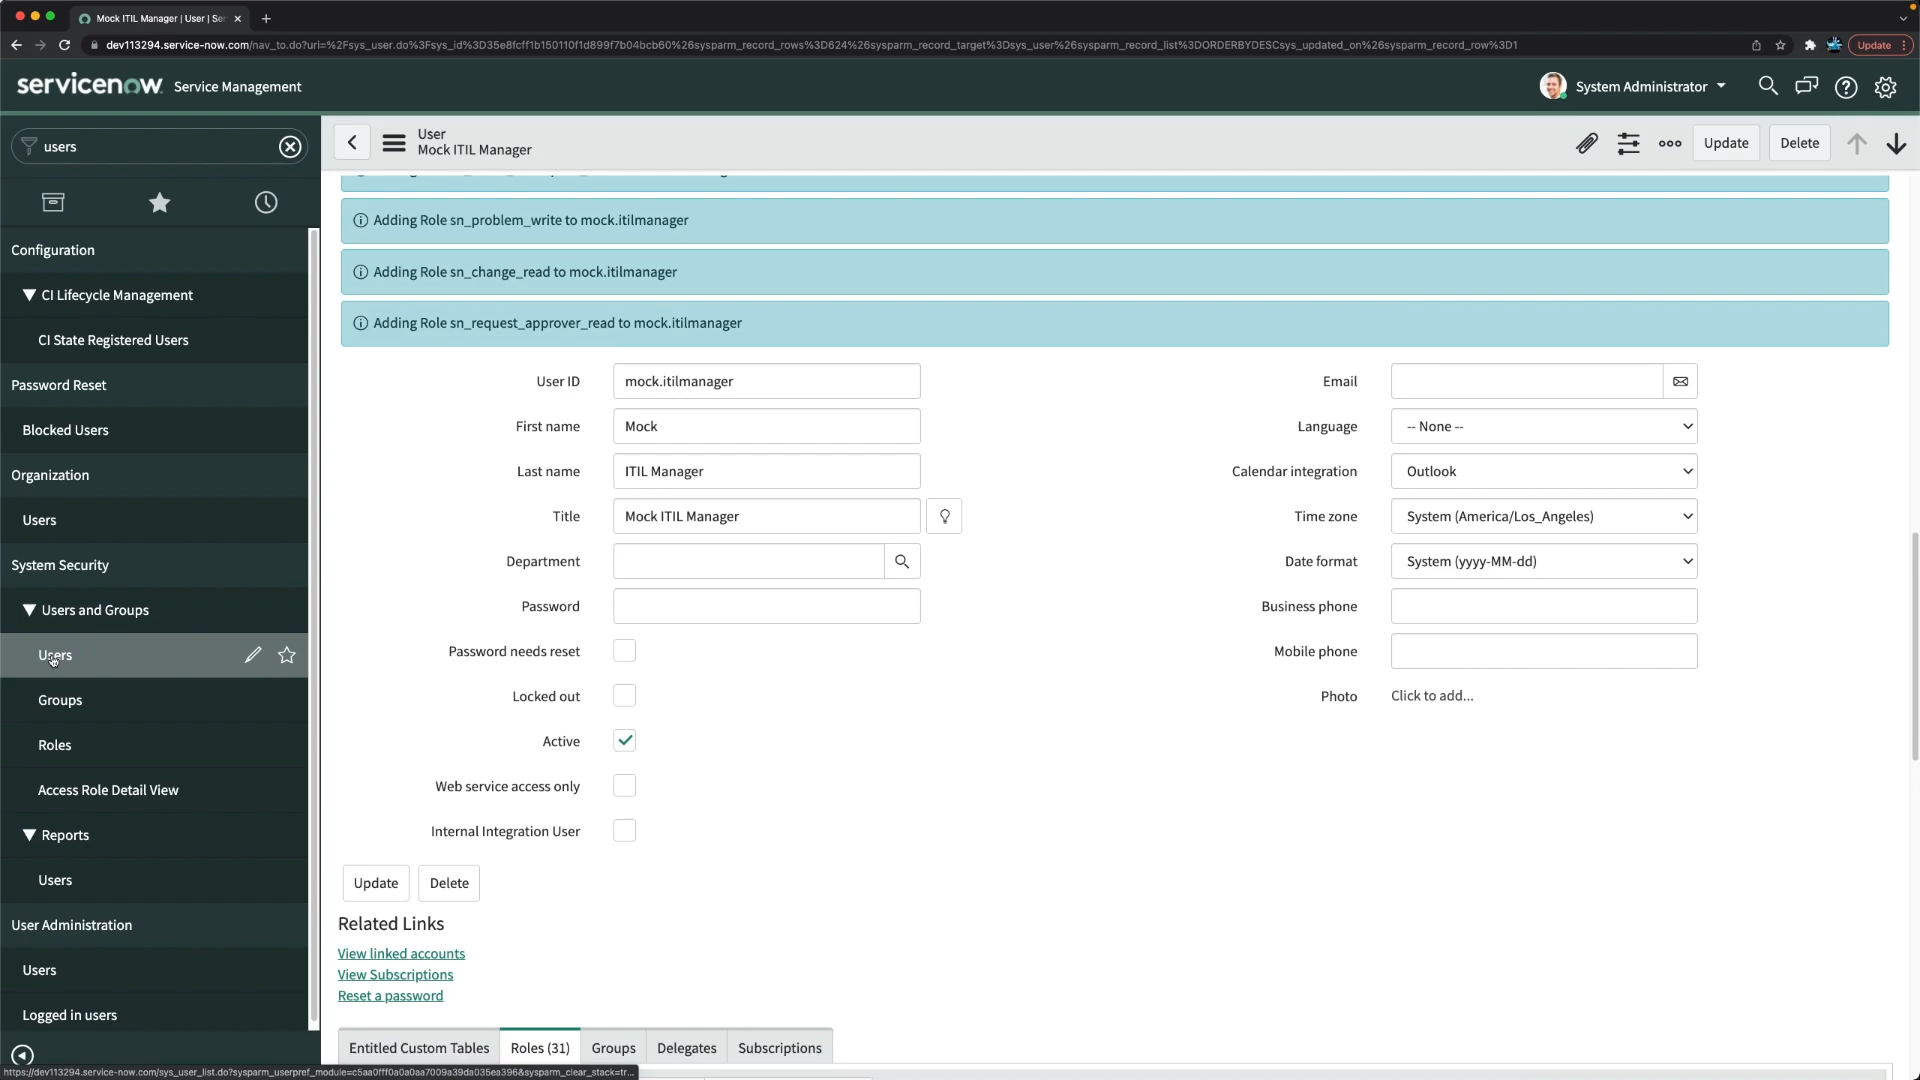 Mock ITIL Manager | User | Ser
dev113294.service-now.com/nav_to.do?url=%2Fsys_user.do%3Fsys_id%3D35e8fcff1b150110f1d899f7b04bcb60%26sysparm_record_rows%3D624%26sysparm_record_target%3Dsys_user%26sysparm_record_list%3DORDERBYDESCsys_updated_on%26sysparm_record_row%3D1
Update
servicenow Service Management
System Administrator
users
User
Mock ITIL Manager
Update
Delete
Configuration
CI Lifecycle Management
CI State Registered Users
Password Reset
Blocked Users
Organization
Users
System Security
Users and Groups
Users
Groups
Roles
Access Role Detail View
Reports
Users
User Administration
Users
Logged in users
Adding Role sn_problem_write to mock.itilmanager
Adding Role sn_change_read to mock.itilmanager
Adding Role sn_request_approver_read to mock.itilmanager
User ID mock.itilmanager
First name Mock
Last name ITIL Manager
Title Mock ITIL Manager
Department
Password
Password needs reset
Locked out
Active
Web service access only
Internal Integration User
Email
Language -- None --
Calendar integration Outlook
Time zone System (America/Los_Angeles)
Date format System (yyyy-MM-dd)
Business phone
Mobile phone
Photo Click to add...
Update Delete
Related Links
View linked accounts
View Subscriptions
Reset a password
Entitled Custom Tables Roles (31) Groups Delegates Subscriptions
https://dev113294.service-now.com/sys_user_list.do?sysparm_userpref_module=c5aa0fff0a0a0aa7009a39da035ea396&sysparm_clear_stack=tr...